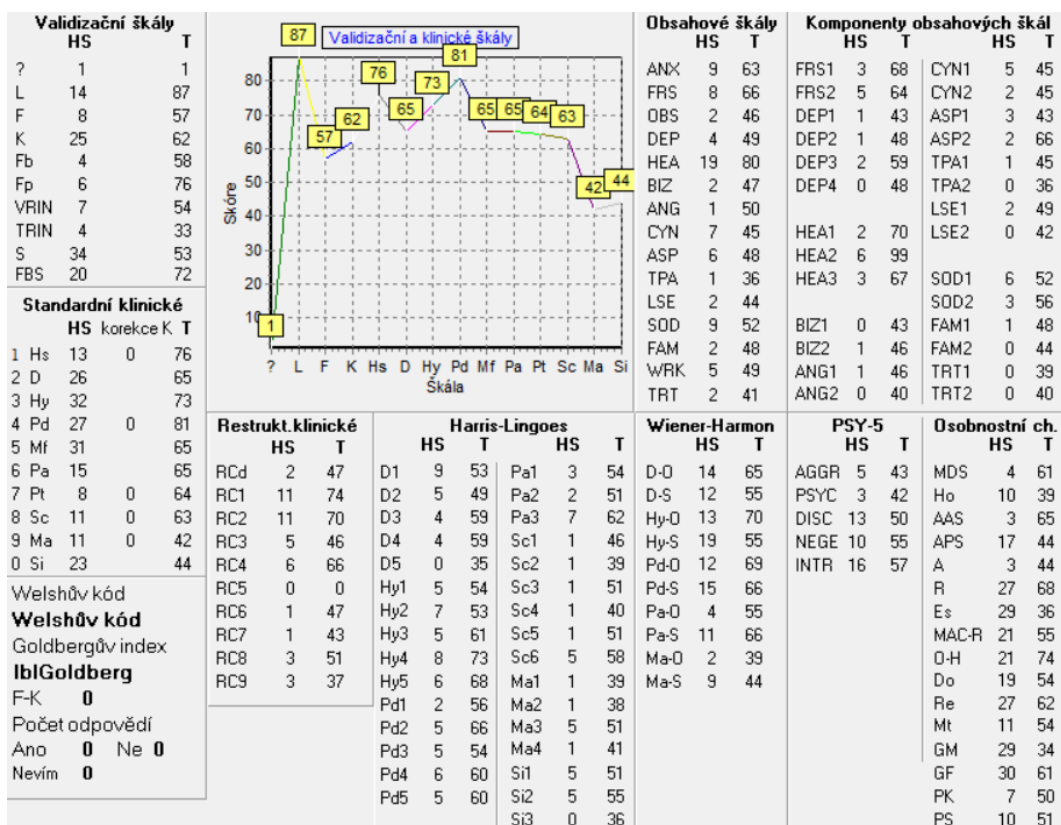 Validizační škály
HS T
? 1 1
L 14 87
F 8 57
K 25 62
Fb 4 58
Fp 6 76
VRIN 7 54
TRIN 4 33
S 34 53
FBS 20 72
Standardní klinické
HS korekce K T
1 Hs 13 0 76
2 D 26 65
3 Hy 32 73
4 Pd 27 0 81
5 Mf 31 65
6 Pa 15 65
7 Pt 8 0 64
8 Sc 11 0 63
9 Ma 11 0 42
0 Si 23 44
Welshův kód
Welshův kód
Goldbergův index
lblGoldberg
F-K 0
Počet odpovědí
Ano 0 Ne 0
Nevím 0
Validizační a klinické škály
87
81
76
73
65
65
65
64
63
62
57
42
44
1
80
70
60
50
40
30
20
10
Skóre
? L F K Hs D Hy Pd Mf Pa Pt Sc Ma Si
Škála
Obsahové škály
HS T
ANX 9 63
FRS 8 66
OBS 2 46
DEP 4 49
HEA 19 80
BIZ 2 47
ANG 1 50
CYN 7 45
ASP 6 48
TPA 1 36
LSE 2 44
SOD 9 52
FAM 2 48
WRK 5 49
TRT 2 41
Komponenty obsahových škál
HS T HS T
FRS1 3 68 CYN1 5 45
FRS2 5 64 CYN2 2 45
DEP1 1 43 ASP1 3 43
DEP2 1 48 ASP2 2 66
DEP3 2 59 TPA1 1 45
DEP4 0 48 TPA2 0 36
LSE1 2 49
HEA1 2 70 LSE2 0 42
HEA2 6 99
HEA3 3 67 SOD1 6 52
SOD2 3 56
BIZ1 0 43 FAM1 1 48
BIZ2 1 46 FAM2 0 44
ANG1 1 46 TRT1 0 39
ANG2 0 40 TRT2 0 40
Restrukt.klinické
HS T
RCd 2 47
RC1 11 74
RC2 11 70
RC3 5 46
RC4 6 66
RC5 0 0
RC6 1 47
RC7 1 43
RC8 3 51
RC9 3 37
Harris-Lingoes
HS T HS T
D1 9 53 Pa1 3 54
D2 5 49 Pa2 2 51
D3 4 59 Pa3 7 62
D4 4 59 Sc1 1 46
D5 0 35 Sc2 1 39
Hy1 5 54 Sc3 1 51
Hy2 7 53 Sc4 1 40
Hy3 5 61 Sc5 1 51
Hy4 8 73 Sc6 5 58
Hy5 6 68 Ma1 1 39
Pd1 2 56 Ma2 1 38
Pd2 5 66 Ma3 5 51
Pd3 5 54 Ma4 1 41
Pd4 6 60 Si1 5 51
Pd5 5 60 Si2 5 55
Si3 0 36
Wiener-Harmon
HS T
D-O 14 65
D-S 12 55
Hy-O 13 70
Hy-S 19 55
Pd-O 12 69
Pd-S 15 66
Pa-O 4 55
Pa-S 11 66
Ma-O 2 39
Ma-S 9 44
PSY-5
HS T
AGGR 5 43
PSYC 3 42
DISC 13 50
NEGE 10 55
INTR 16 57
Osobnostní ch.
HS T
MDS 4 61
Ho 10 39
AAS 3 65
APS 17 44
A 3 44
R 27 68
Es 29 36
MAC-R 21 55
O-H 21 74
Do 19 54
Re 27 62
Mt 11 54
GM 29 34
GF 30 61
PK 7 50
PS 10 51